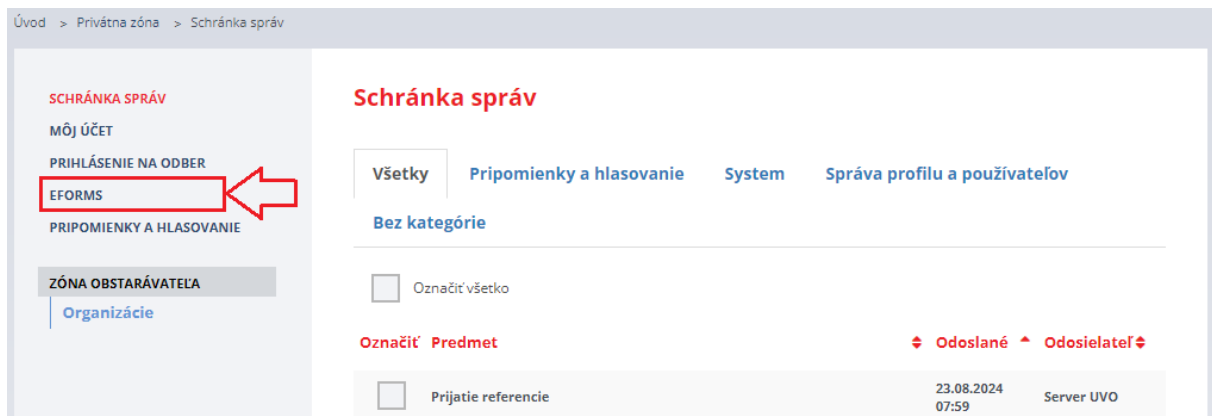 Úvod > Privátna zóna > Schránka správ
SCHRÁNKA SPRÁV
MÔJ ÚČET
PRIHLÁSENIE NA ODBER
EFORMS
PRIPOMIENKY A HLASOVANIE
ZÓNA OBSTARÁVATEĽA
Organizácie
Schránka správ
Všetky Pripomienky a hlasovanie System Správa profilu a používateľov
Bez kategórie
Označiť všetko
Označiť Predmet Odoslané Odosielateľ
Prijatie referencie 23.08.2024 07:59 Server UVO